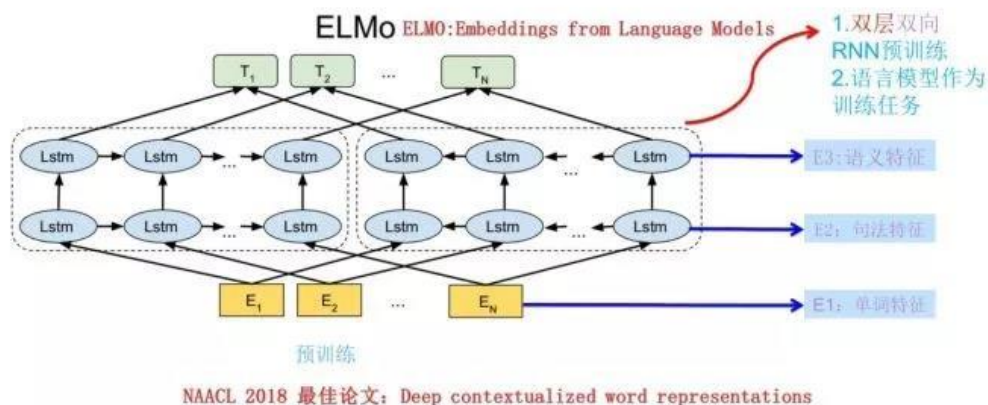 ELMo ELMO:Embeddings from Language Models
1.双层双向
RNN预训练
2.语言模型作为
训练任务
T1 T2 ... TN
Lstm Lstm ... Lstm Lstm Lstm ... Lstm
E3:语义特征
Lstm Lstm ... Lstm Lstm Lstm ... Lstm
E2: 句法特征
E1 E2 ... EN
E1: 单词特征
预训练
NAACL 2018 最佳论文: Deep contextualized word representations